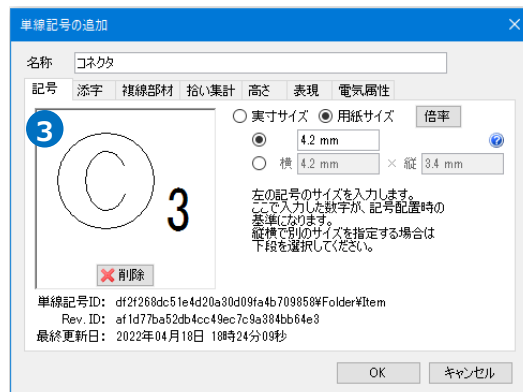 単線記号の追加
名称 コネクタ
記号 添字 複線部材 拾い集計 高さ 表現 電気属性
3
実寸サイズ 用紙サイズ 倍率
4.2 mm
横 4.2 mm × 縦 3.4 mm
C 3
左の記号のサイズを入力します。
ここで入力した数字が、記号配置時の
基準になります。
縦横で別のサイズを指定する場合は
下段を選択してください。
削除
単線記号ID: df2f268dc51e4d20a30d09fa4b709858¥Folder¥Item
Rev. ID: af1d77ba52db4cc49ec7c9a384bb64e3
最終更新日: 2022年04月18日 18時24分09秒
OK キャンセル